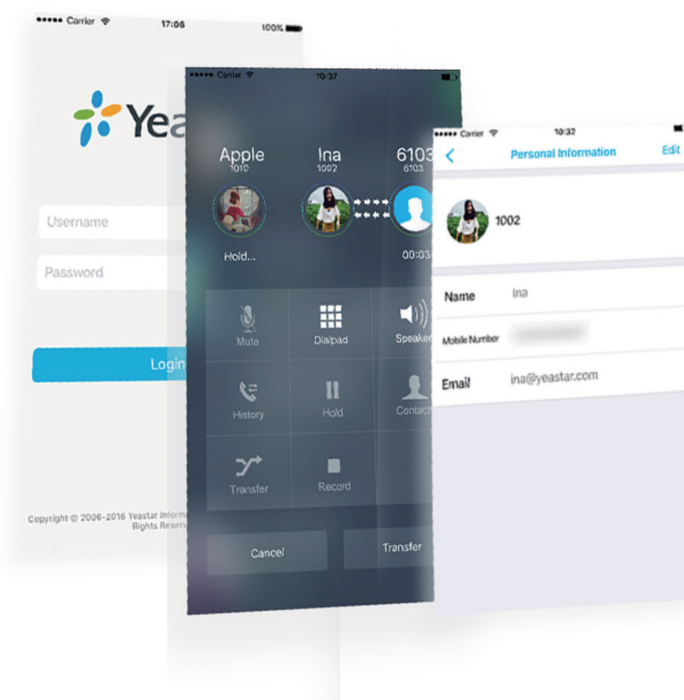 Carrier
17:06
100%
Yea
Username
Password
Login
Copyright © 2006-2016 Yeastar
Rights
Carrier
10:37
Apple
1010
Ina
1002
6103
6103
Hold...
00:03
Mute
Dialpad
Speaker
History
Hold
Contact
Transfer
Record
Cancel
Transfer
Carrier
10:32
Personal Information
Edit
1002
Name
Ina
Mobile Number
Email
ina@yeastar.com